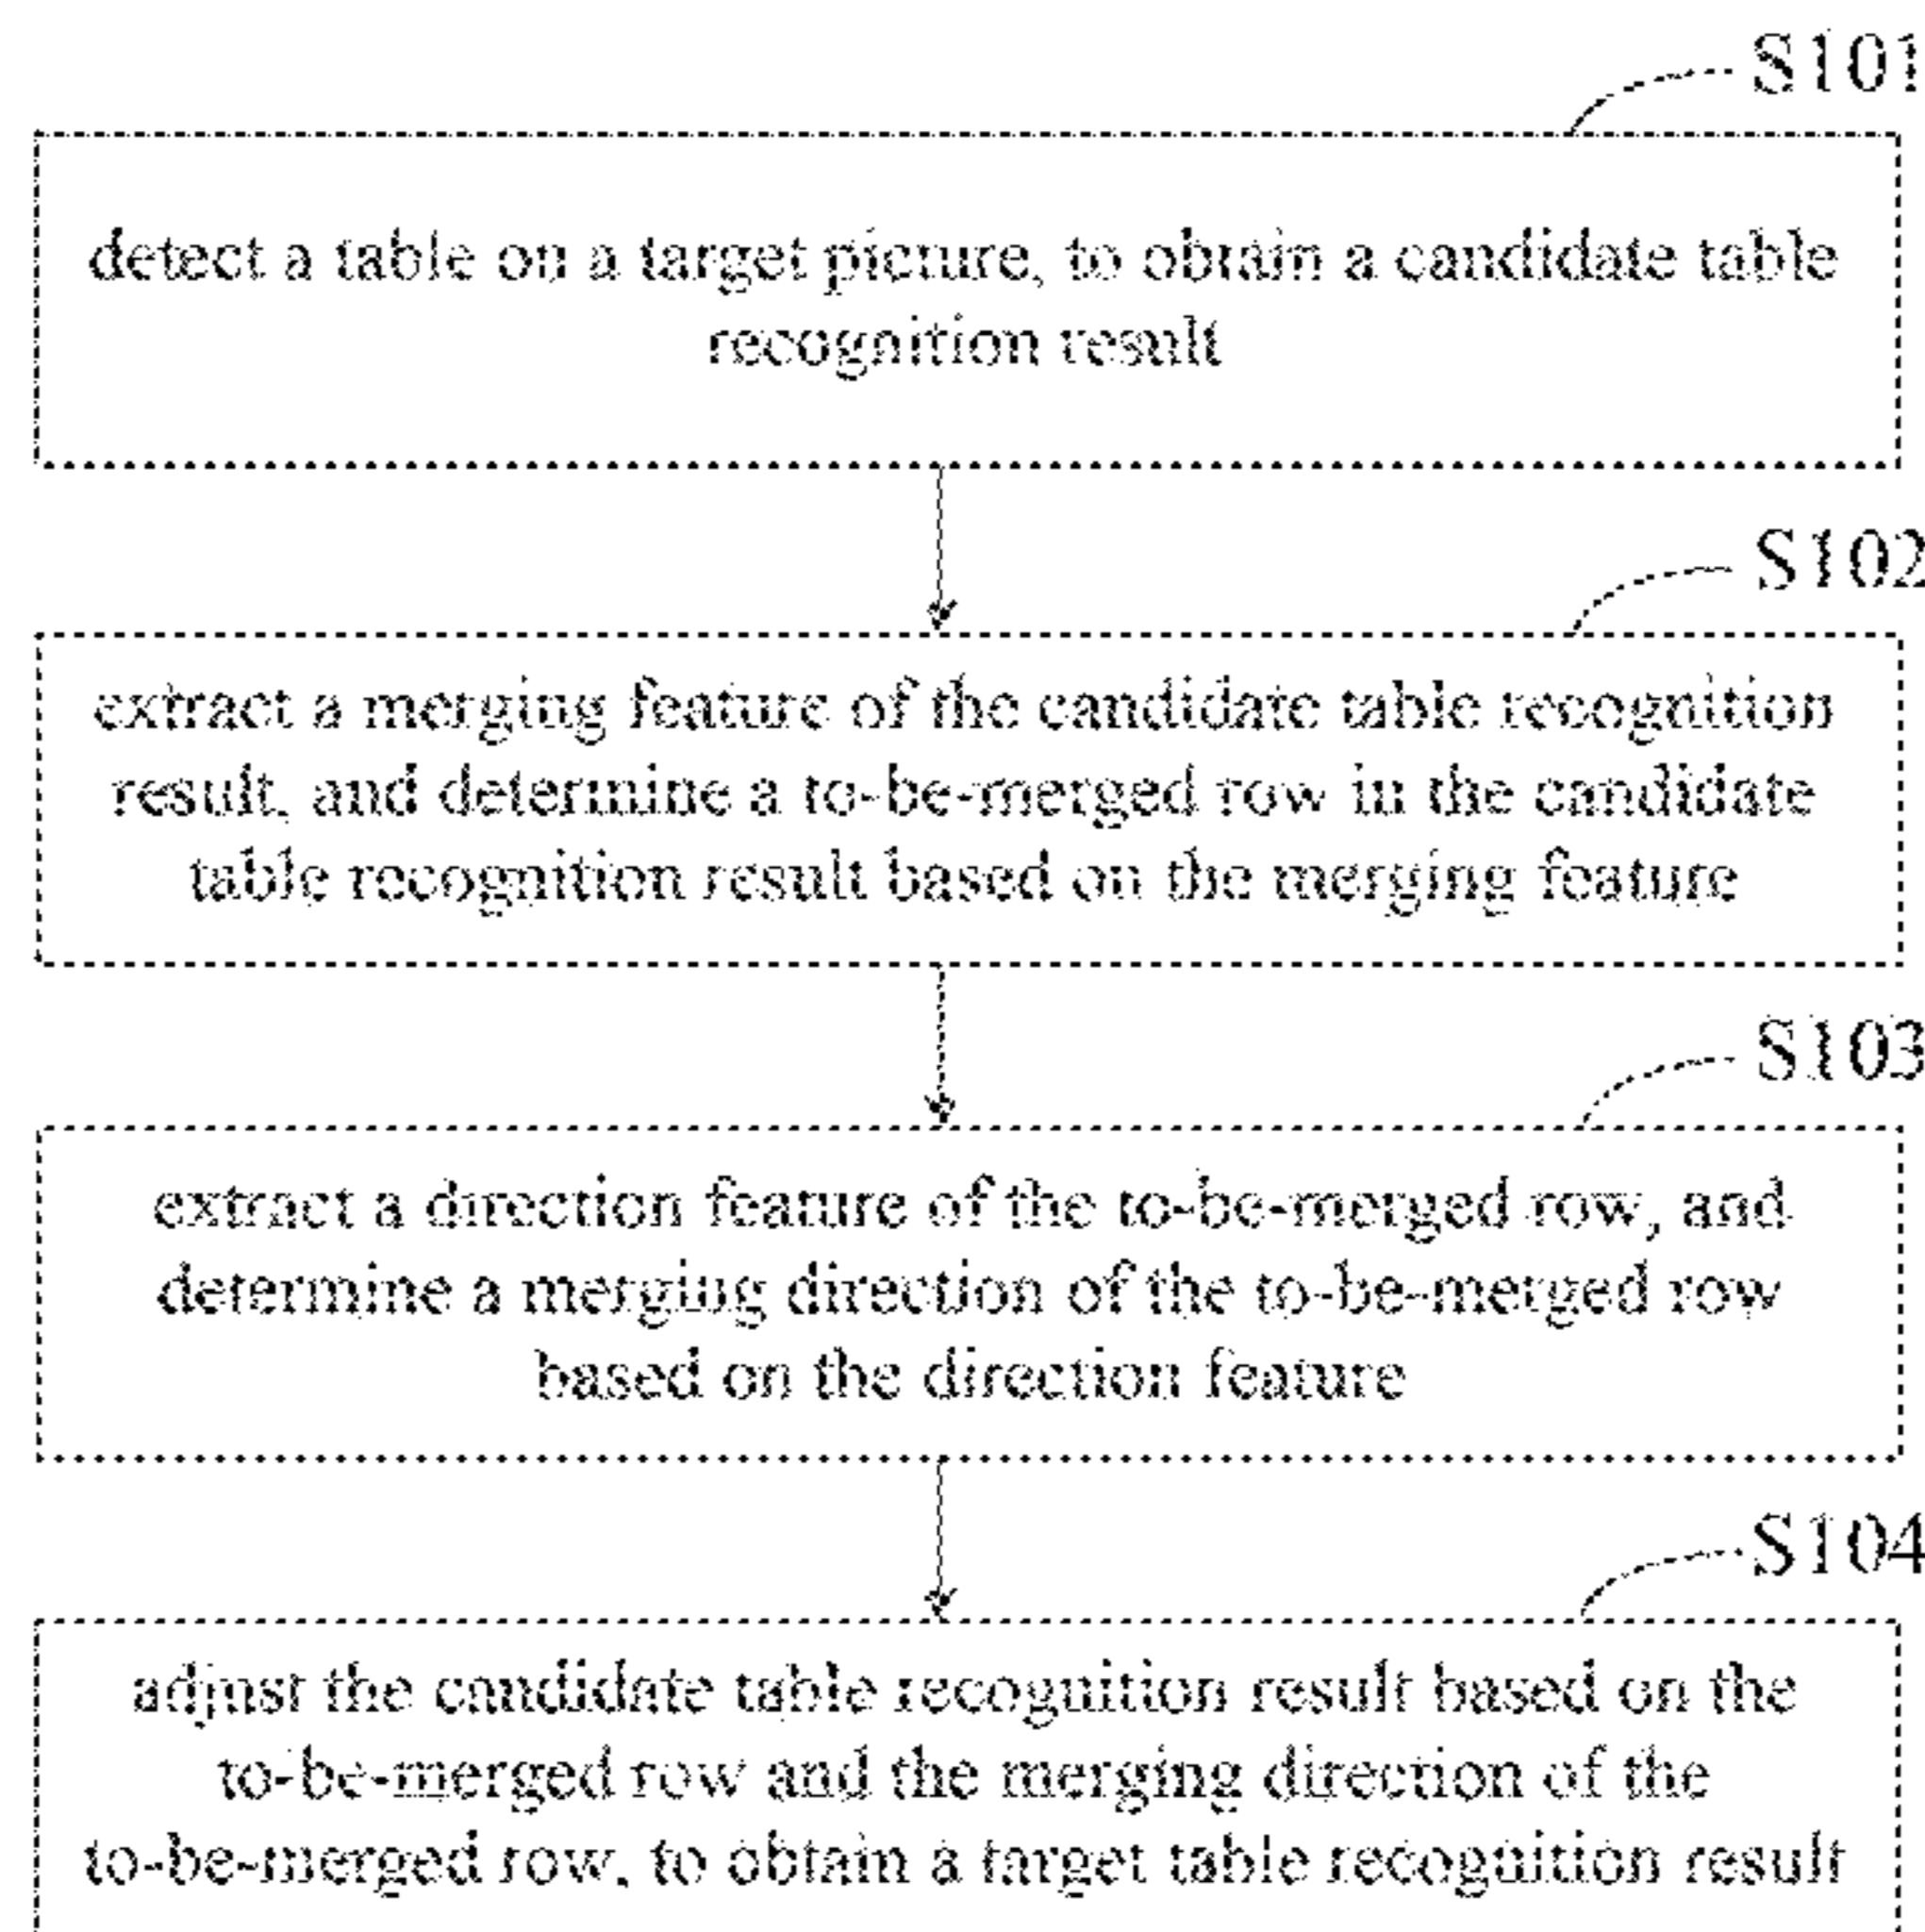 S101
detect a table on a target picture, to obtain a candidate table
recognition result
S102
extract a merging feature of the candidate table recognition
result, and determine a to-be-merged row in the candidate
table recognition result based on the merging feature
S103
extract a direction feature of the to-be-merged row, and
determine a merging direction of the to-be-merged row
based on the direction feature
S104
adjust the candidate table recognition result based on the
to-be-merged row and the merging direction of the
to-be-merged row, to obtain a target table recognition result